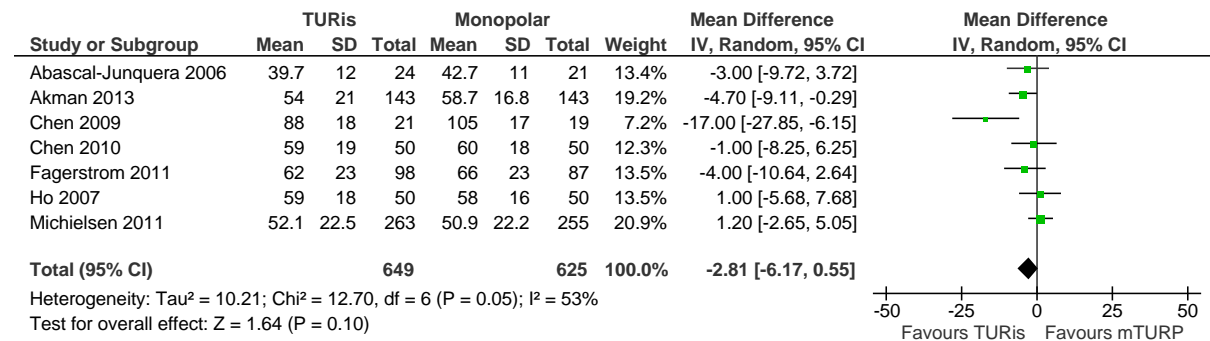 TURis Monopolar Mean Difference Mean Difference
Study or Subgroup Mean SD Total Mean SD Total Weight IV, Random, 95% CI IV, Random, 95% CI
Abascal-Junquera 2006 39.7 12 24 42.7 11 21 13.4% -3.00 [-9.72, 3.72]
Akman 2013 54 21 143 58.7 16.8 143 19.2% -4.70 [-9.11, -0.29]
Chen 2009 88 18 21 105 17 19 7.2% -17.00 [-27.85, -6.15]
Chen 2010 59 19 50 60 18 50 12.3% -1.00 [-8.25, 6.25]
Fagerstrom 2011 62 23 98 66 23 87 13.5% -4.00 [-10.64, 2.64]
Ho 2007 59 18 50 58 16 50 13.5% 1.00 [-5.68, 7.68]
Michielsen 2011 52.1 22.5 263 50.9 22.2 255 20.9% 1.20 [-2.65, 5.05]
Total (95% CI) 649 625 100.0% -2.81 [-6.17, 0.55]
Heterogeneity: Tau² = 10.21; Chi² = 12.70, df = 6 (P = 0.05); I² = 53%
Test for overall effect: Z = 1.64 (P = 0.10)
-50 -25 0 25 50
Favours TURis Favours mTURP